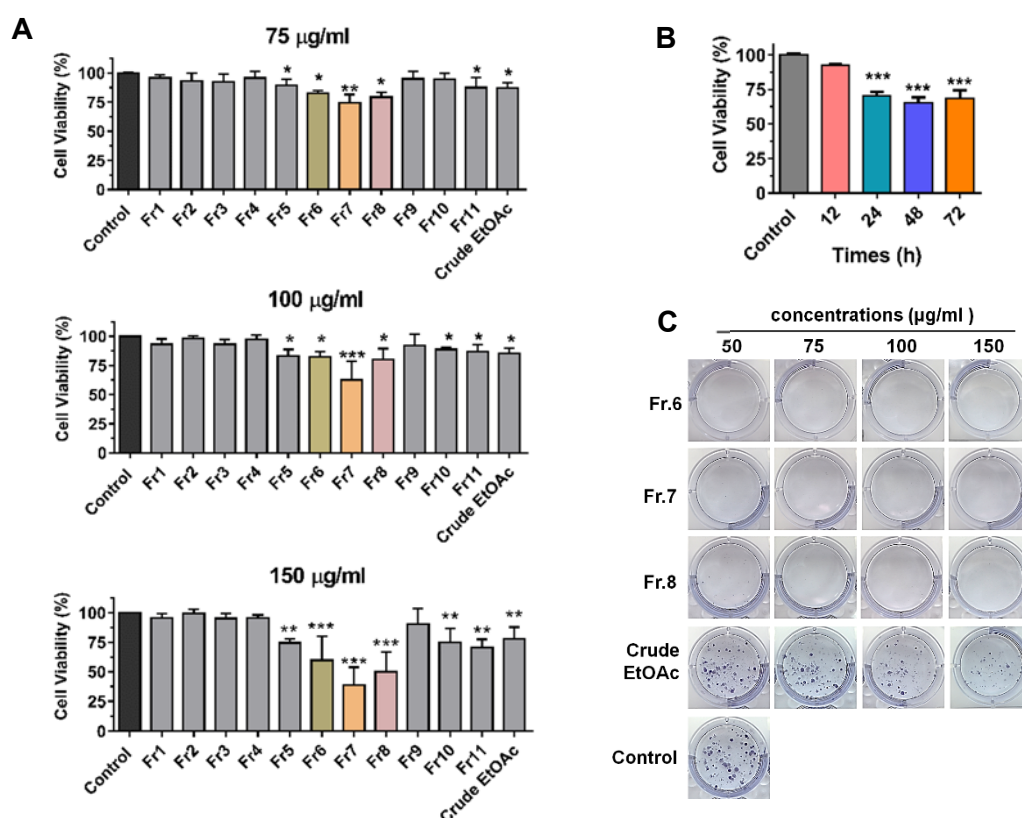 A
75 μg/ml
Cell Viability (%)
100
75
50
25
0
* * ** * * *
Control Fr1 Fr2 Fr3 Fr4 Fr5 Fr6 Fr7 Fr8 Fr9 Fr10 Fr11 Crude EtOAc
100 μg/ml
Cell Viability (%)
100
75
50
25
0
* * *** * * * *
Control Fr1 Fr2 Fr3 Fr4 Fr5 Fr6 Fr7 Fr8 Fr9 Fr10 Fr11 Crude EtOAc
150 μg/ml
Cell Viability (%)
100
75
50
25
0
** *** *** *** ** ** **
Control Fr1 Fr2 Fr3 Fr4 Fr5 Fr6 Fr7 Fr8 Fr9 Fr10 Fr11 Crude EtOAc
B
Cell Viability (%)
100
75
50
25
0
*** *** ***
Control 12 24 48 72
Times (h)
C
concentrations (μg/ml )
50 75 100 150
Fr.6
Fr.7
Fr.8
Crude
EtOAc
Control